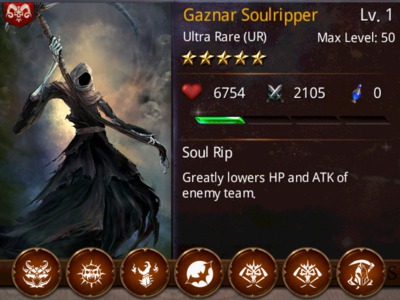 Gaznar Soulripper Lv. 1
Ultra Rare (UR) Max Level: 50
6754 2105 0
Soul Rip
Greatly lowers HP and ATK of
enemy team.